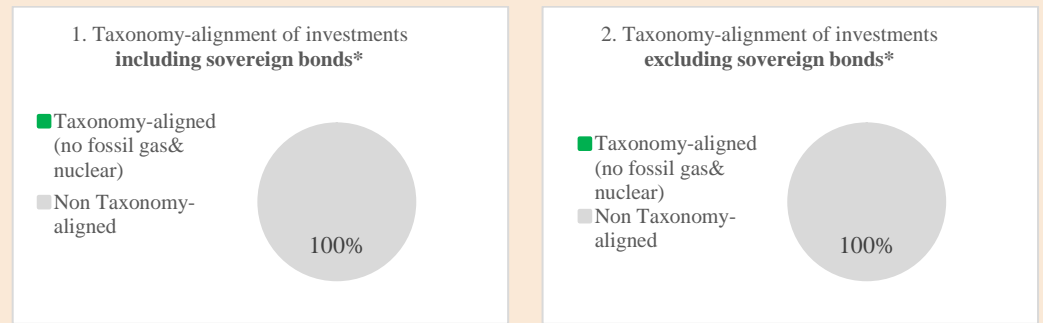 1. Taxonomy-alignment of investments
including sovereign bonds*
Taxonomy-aligned
(no fossil gas&
nuclear)
Non Taxonomy-
aligned
100%
2. Taxonomy-alignment of investments
excluding sovereign bonds*
Taxonomy-aligned
(no fossil gas&
nuclear)
Non Taxonomy-
aligned
100%